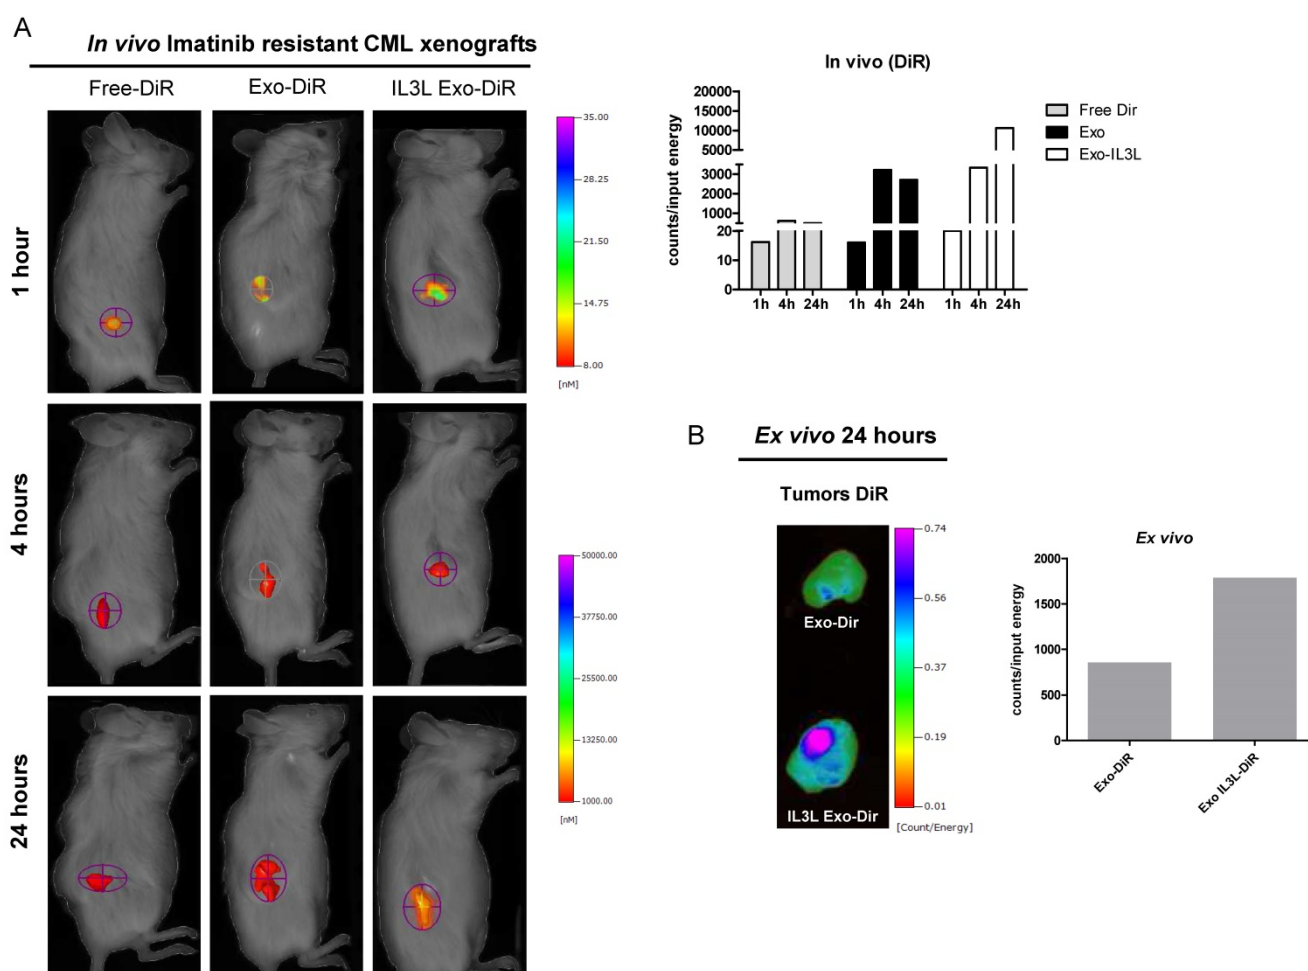 A
In vivo Imatinib resistant CML xenografts
Free-DiR Exo-DiR IL3L Exo-DiR
1 hour
4 hours
24 hours
35.00
28.25
21.50
14.75
8.00
[nM]
50000.00
37750.00
25500.00
13250.00
1000.00
[nM]
In vivo (DiR)
counts/input energy
20000
15000
10000
5000
3000
2000
1000
20
10
0
1h 4h 24h 1h 4h 24h 1h 4h 24h
Free Dir
Exo
Exo-IL3L
B
Ex vivo 24 hours
Tumors DiR
Exo-Dir
IL3L Exo-Dir
0.74
0.56
0.37
0.19
0.01
[Count/Energy]
Ex vivo
counts/input energy
2000
1500
1000
500
0
Exo-DiR
Exo IL3L-DiR